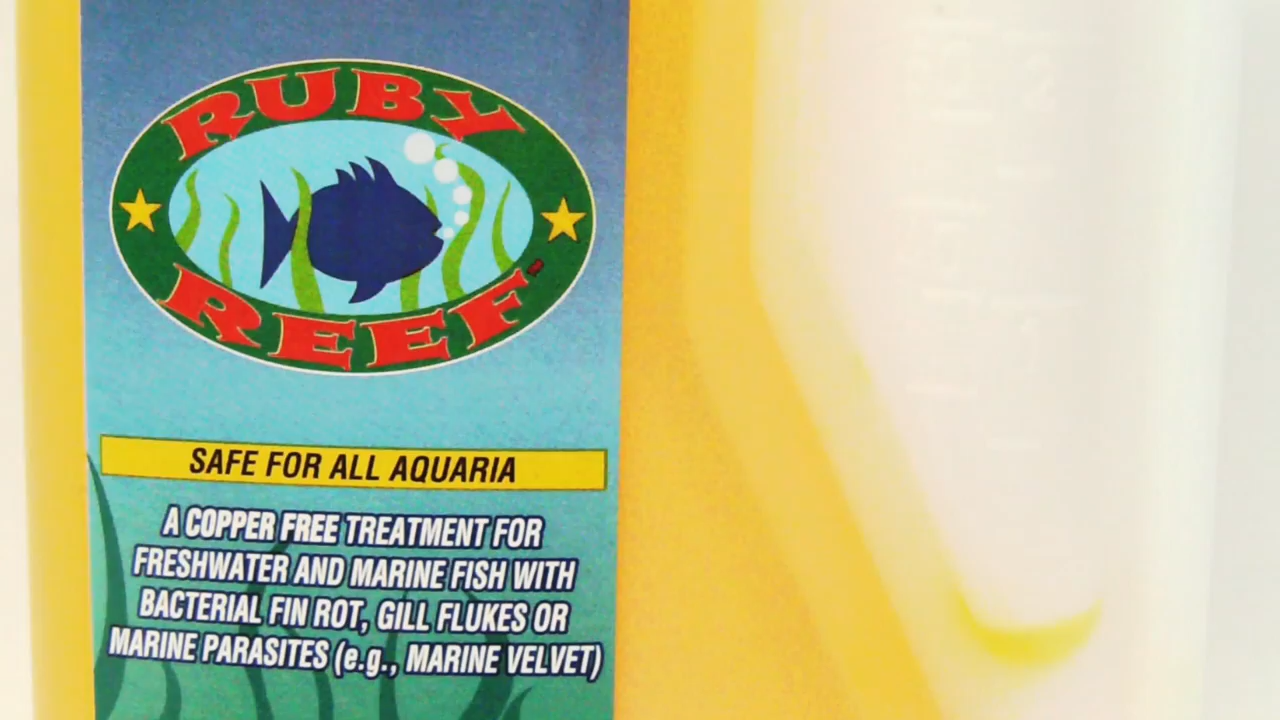 RUBY
REEF
SAFE FOR ALL AQUARIA
A COPPER FREE TREATMENT FOR
FRESHWATER AND MARINE FISH WITH
BACTERIAL FIN ROT, GILL FLUKES OR
MARINE PARASITES (e.g., MARINE VELVET)